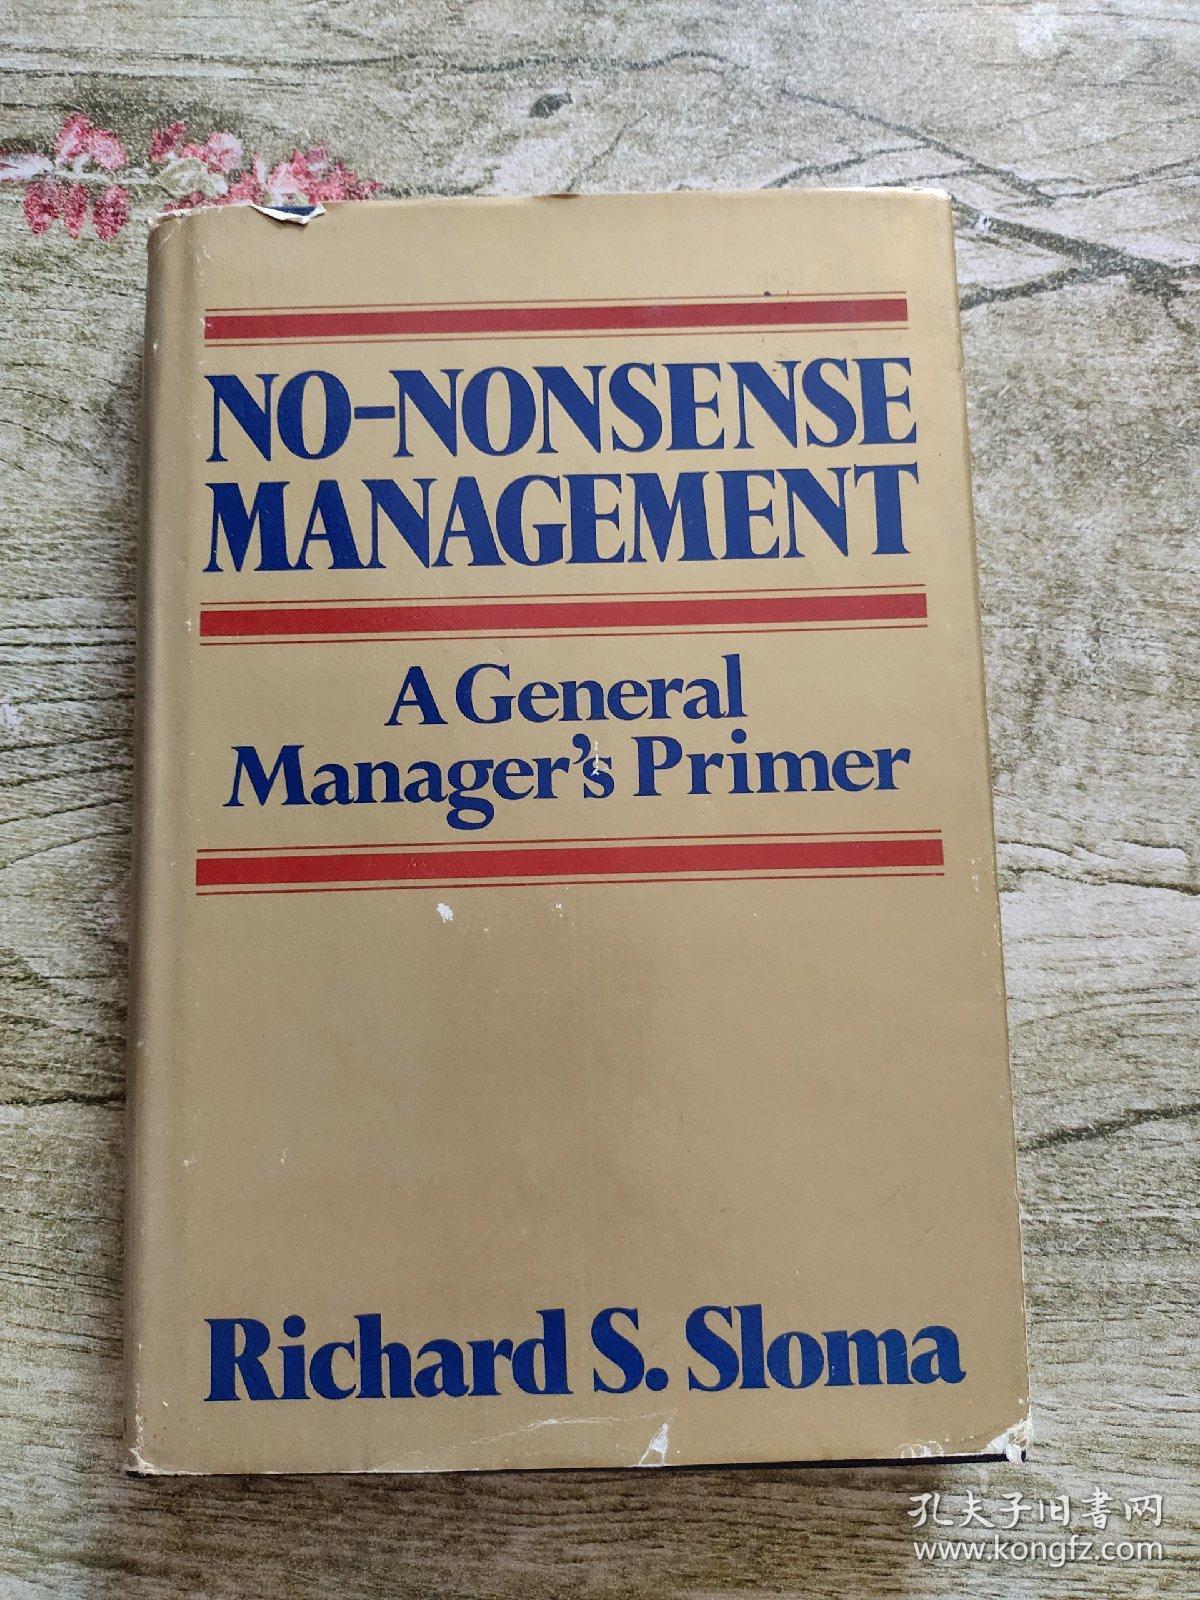 NO-NONSENSE
MANAGEMENT
A General
Manager's Primer
Richard S. Sloma
孔夫子旧书网
www.kongfz.com